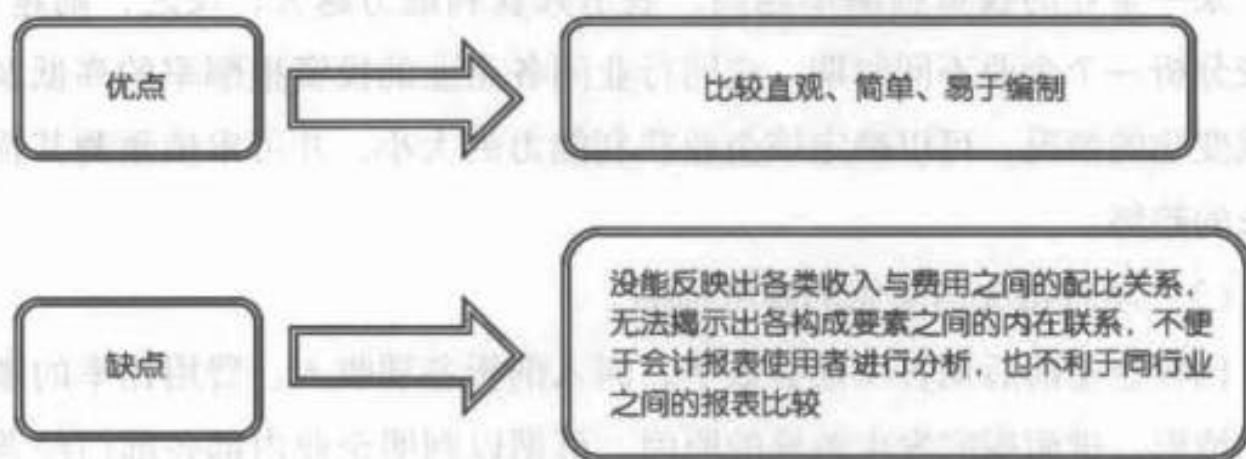 优点
比较直观、简单、易于编制
缺点
没能反映出各类收入与费用之间的配比关系，
无法揭示出各构成要素之间的内在联系，不便
于会计报表使用者进行分析，也不利于同行业
之间的报表比较